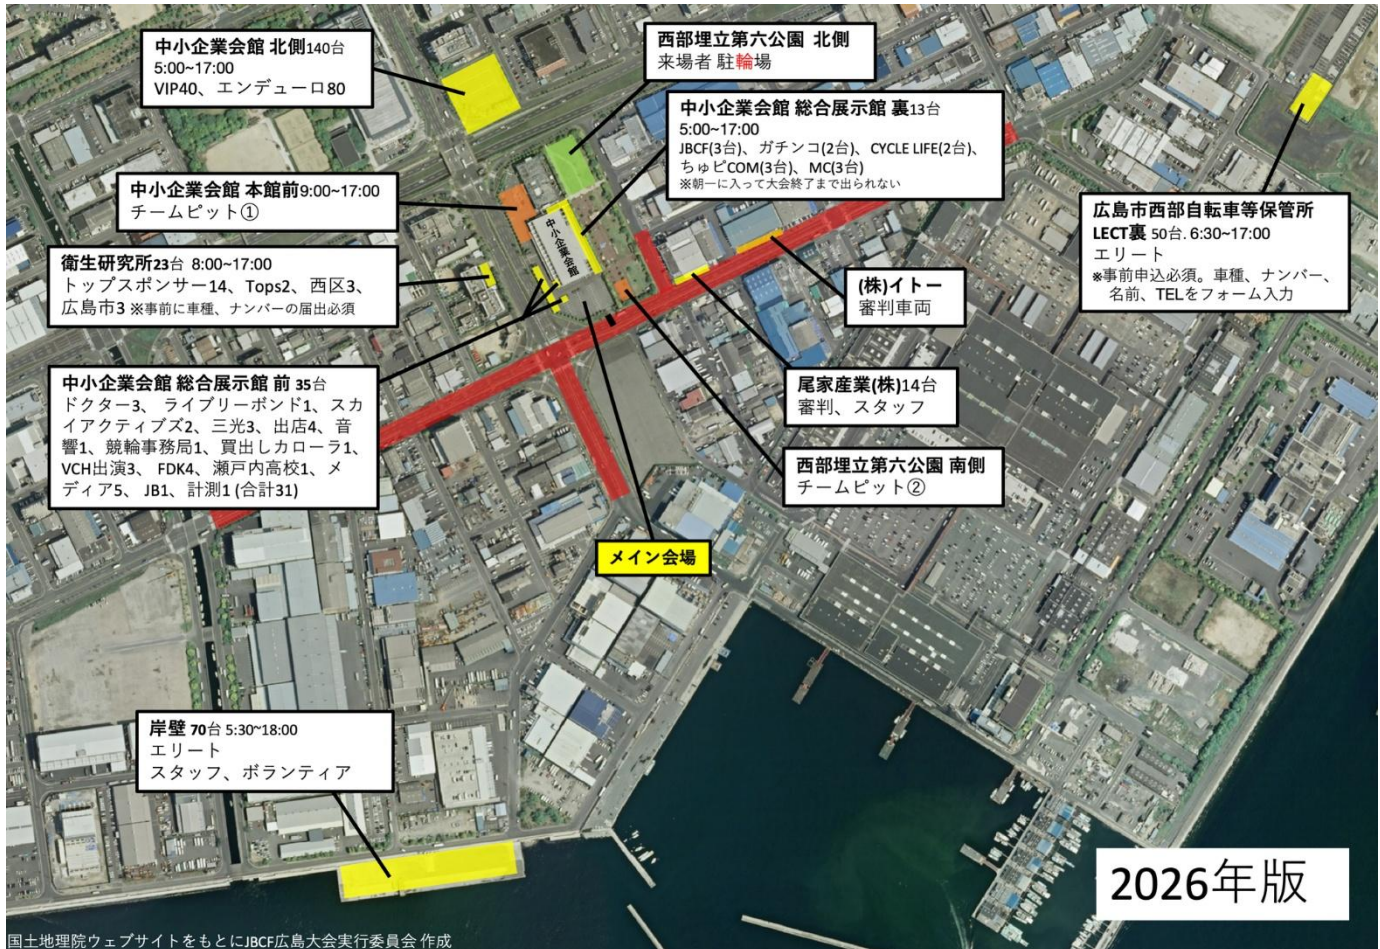 中小企業会館 北側140台
5:00~17:00
VIP40、エンデューロ80
西部埋立第六公園 北側
来場者 駐輪場
中小企業会館 総合展示館 裏13台
5:00~17:00
JBCF(3台)、ガチンコ(2台)、CYCLE LIFE(2台)、
ちゅピCOM(3台)、MC(3台)
※朝一に入って大会終了まで出られない
中小企業会館 本館前9:00~17:00
チームピット①
中小企業会館
広島市西部自転車等保管所
LECT裏 50台. 6:30~17:00
エリート
※事前申込必須。車種、ナンバー、
名前、TELをフォーム入力
衛生研究所23台 8:00~17:00
トップスポンサー14、Tops2、西区3、
広島市3 ※事前に車種、ナンバーの届出必須
(株)イトー
審判車両
中小企業会館 総合展示館 前 35台
ドクター3、 ライブリーボンド1、スカ
イアクティブズ2、三光3、出店4、音
響1、競輪事務局1、買出しカローラ1、
VCH出演3、 FDK4、瀬戸内高校1、メ
ディア5、 JB1、計測1 (合計31)
尾家産業(株)14台
審判、スタッフ
西部埋立第六公園 南側
チームピット②
メイン会場
岸壁 70台 5:30~18:00
エリート
スタッフ、ボランティア
2026年版
国土地理院ウェブサイトをもとにJBCF広島大会実行委員会 作成